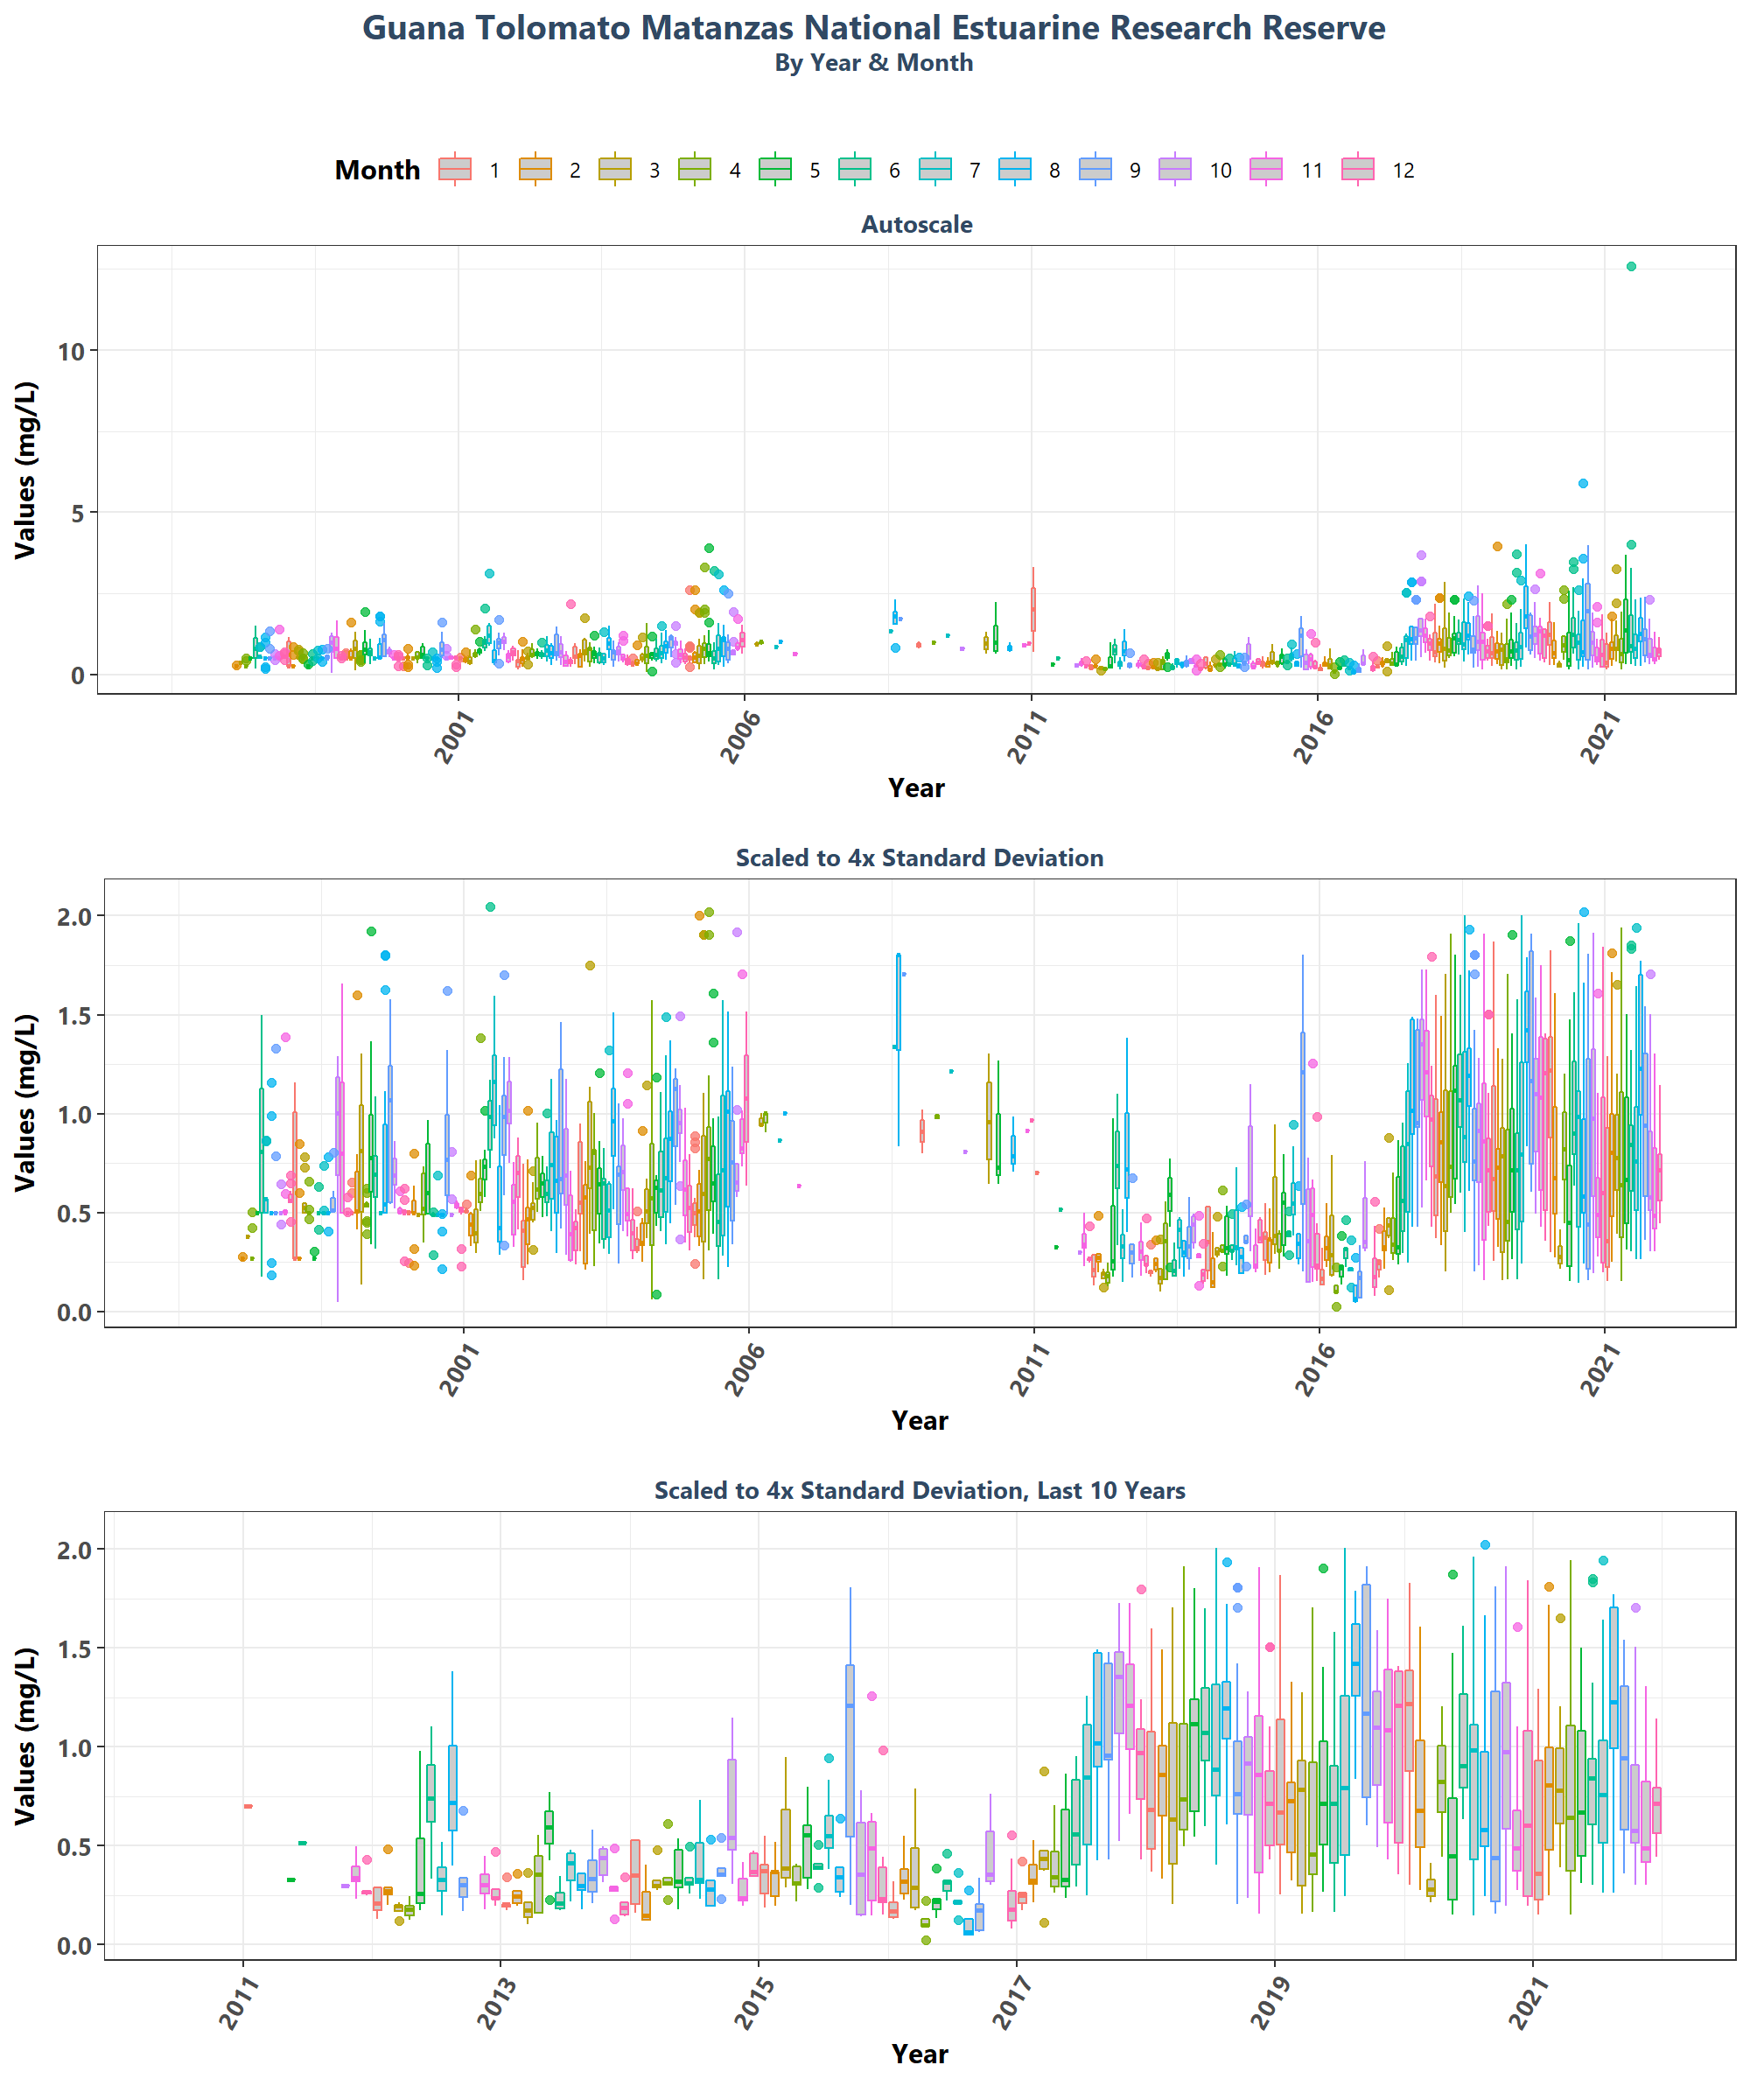 Guana Tolomato Matanzas National Estuarine Research Reserve
By Year & Month
Month 1 2 3 4 5 6 7 8 9 10 11 12
Autoscale
Values (mg/L)
10
5
0
2001 2006 2011 2016 2021
Year
Scaled to 4x Standard Deviation
Values (mg/L)
2.0
1.5
1.0
0.5
0.0
2001 2006 2011 2016 2021
Year
Scaled to 4x Standard Deviation, Last 10 Years
Values (mg/L)
2.0
1.5
1.0
0.5
0.0
2011 2013 2015 2017 2019 2021
Year